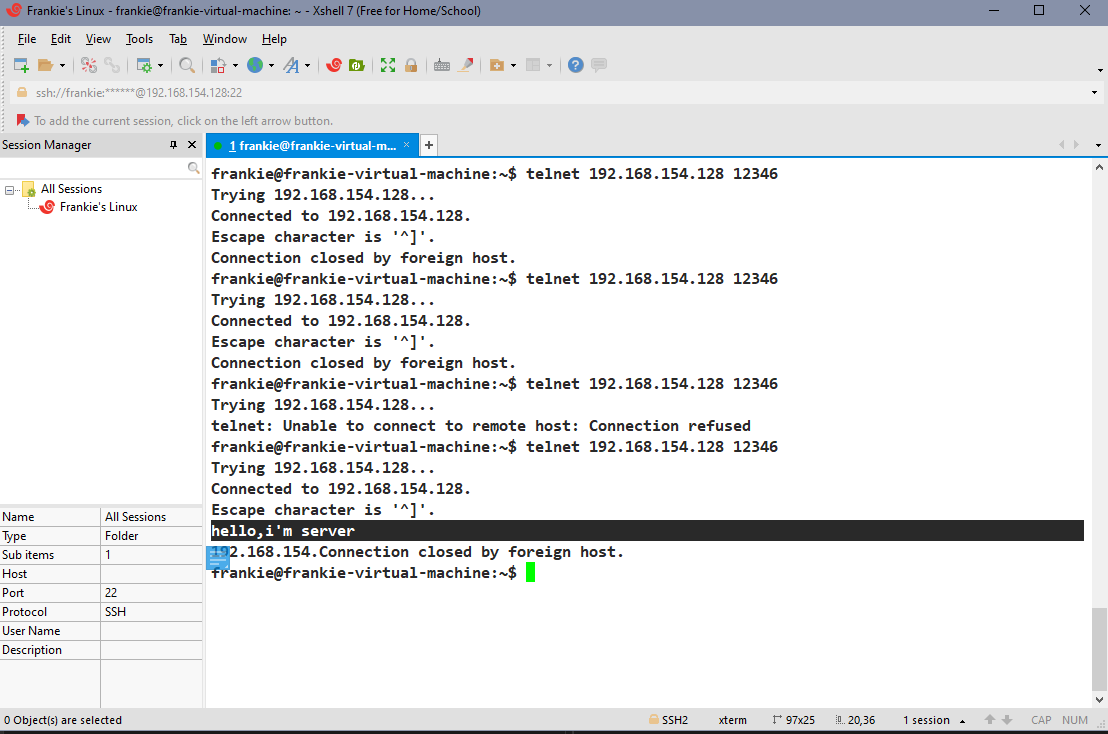 Frankie's Linux - frankie@frankie-virtual-machine: ~ - Xshell 7 (Free for Home/School)
File Edit View Tools Tab Window Help
ssh://frankie:******@192.168.154.128:22
To add the current session, click on the left arrow button.
Session Manager
All Sessions
Frankie's Linux
Name All Sessions
Type Folder
Sub items 1
Host
Port 22
Protocol SSH
User Name
Description
1 frankie@frankie-virtual-m...
frankie@frankie-virtual-machine:~$ telnet 192.168.154.128 12346
Trying 192.168.154.128...
Connected to 192.168.154.128.
Escape character is '^]'.
Connection closed by foreign host.
frankie@frankie-virtual-machine:~$ telnet 192.168.154.128 12346
Trying 192.168.154.128...
Connected to 192.168.154.128.
Escape character is '^]'.
Connection closed by foreign host.
frankie@frankie-virtual-machine:~$ telnet 192.168.154.128 12346
Trying 192.168.154.128...
telnet: Unable to connect to remote host: Connection refused
frankie@frankie-virtual-machine:~$ telnet 192.168.154.128 12346
Trying 192.168.154.128...
Connected to 192.168.154.128.
Escape character is '^]'.
hello,i'm server
192.168.154.Connection closed by foreign host.
frankie@frankie-virtual-machine:~$
0 Object(s) are selected
SSH2 xterm 97x25 20,36 1 session CAP NUM